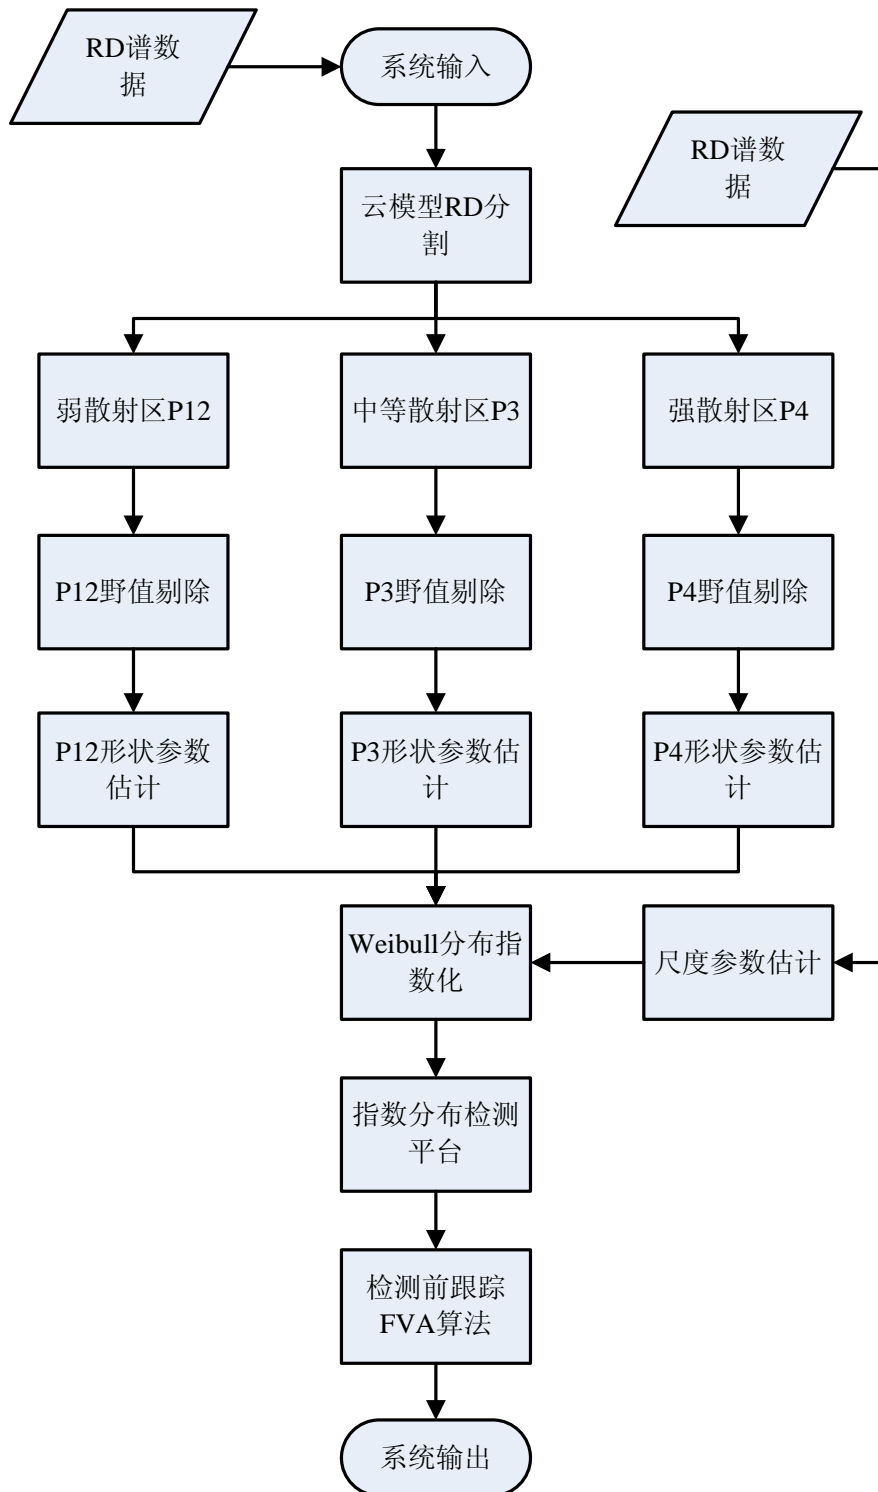 RD谱数
据
系统输入
RD谱数
据
云模型RD分
割
弱散射区P12
中等散射区P3
强散射区P4
P12野值剔除
P3野值剔除
P4野值剔除
P12形状参数
估计
P3形状参数估
计
P4形状参数估
计
Weibull分布指
数化
尺度参数估计
指数分布检测
平台
检测前跟踪
FVA算法
系统输出